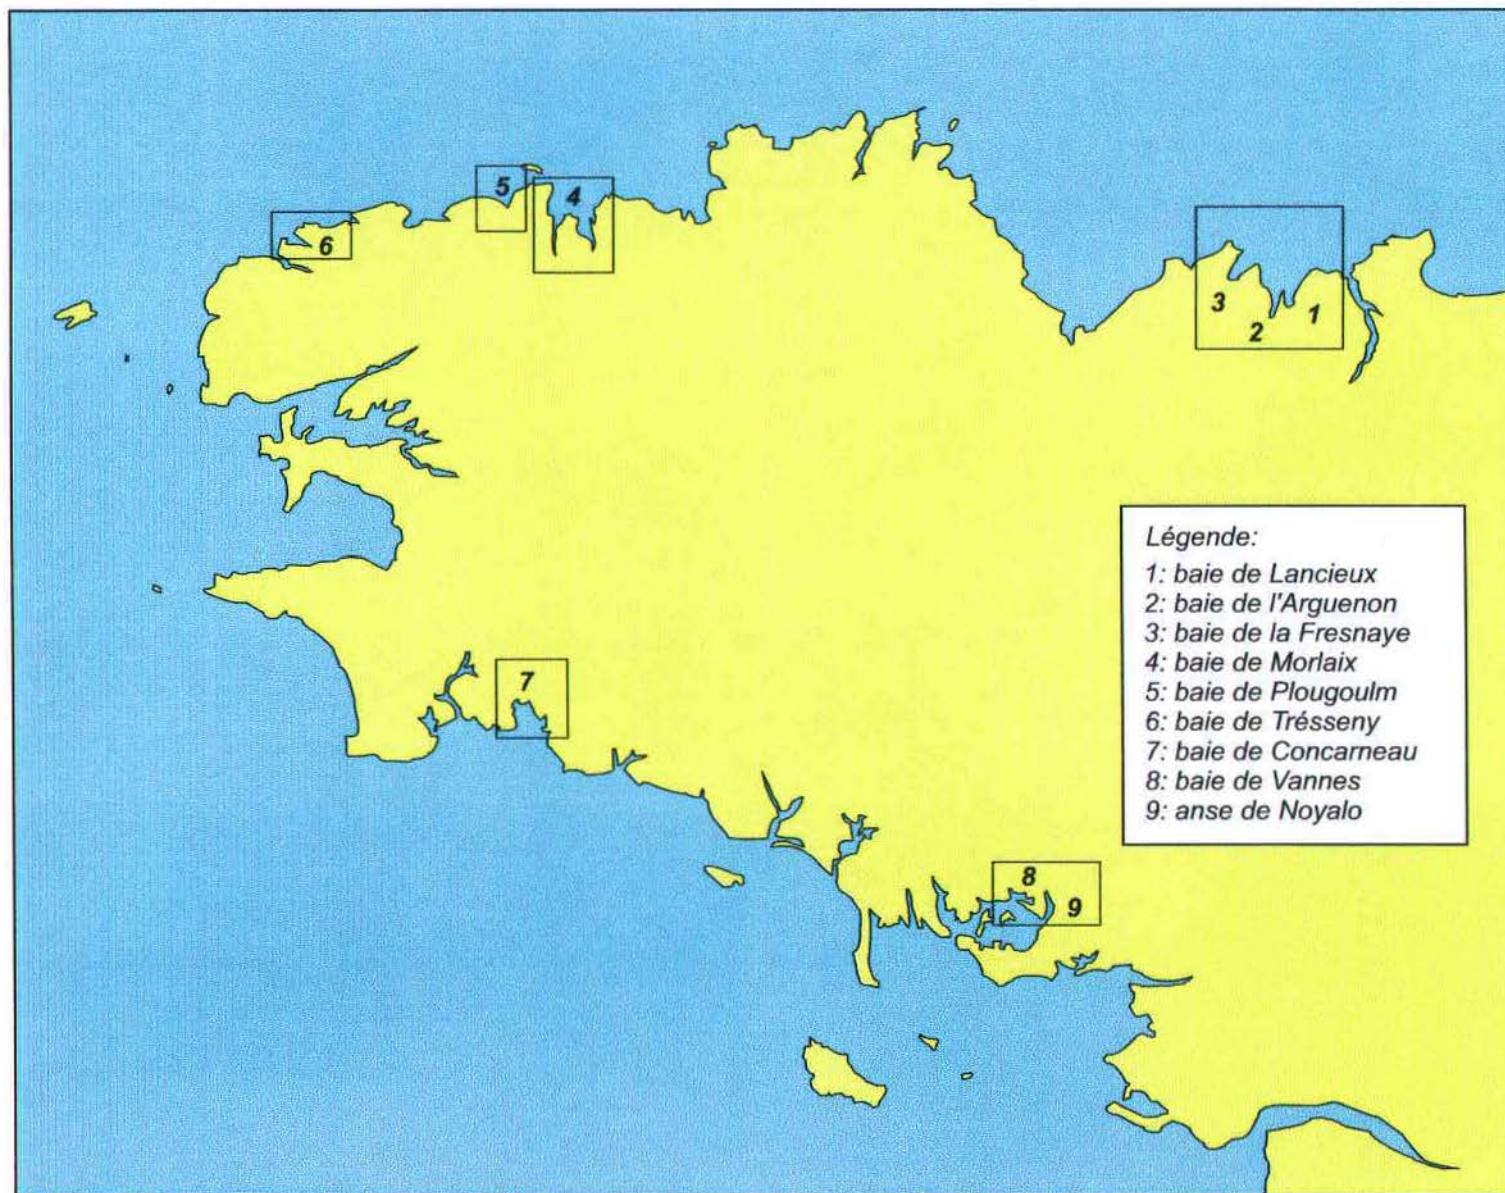 5
4
6
3
2
1
7
8
9
Légende:
1: baie de Lancieux
2: baie de l'Arguenon
3: baie de la Fresnaye
4: baie de Morlaix
5: baie de Plougoulm
6: baie de Trésseny
7: baie de Concarneau
8: baie de Vannes
9: anse de Noyalo